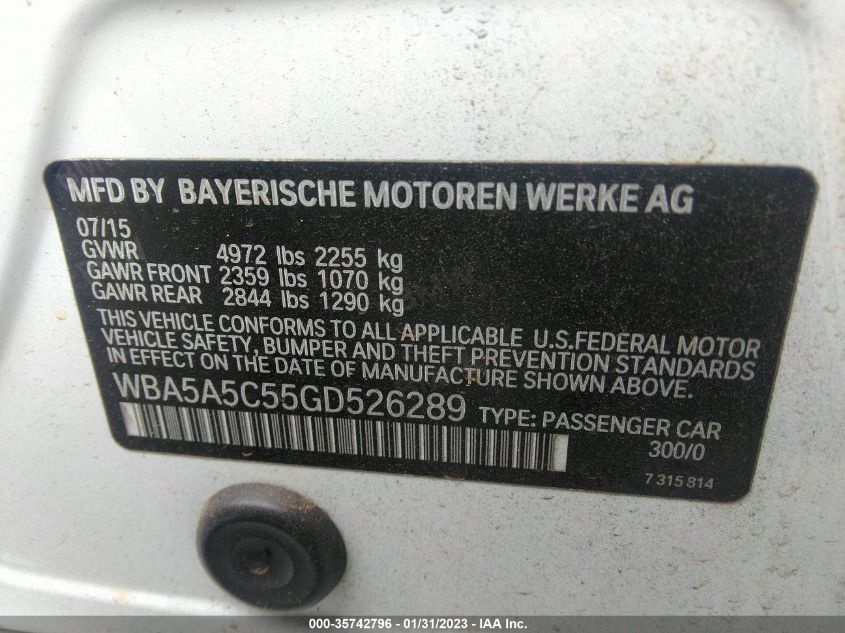 MFD BY BAYERISCHE MOTOREN WERKE AG
07/15
GVWR 4972 lbs 2255 kg
GAWR FRONT 2359 lbs 1070 kg
GAWR REAR 2844 lbs 1290 kg
THIS VEHICLE CONFORMS TO ALL APPLICABLE U.S.FEDERAL MOTOR
VEHICLE SAFETY, BUMPER AND THEFT PREVENTION STANDARDS
IN EFFECT ON THE DATE OF MANUFACTURE SHOWN ABOVE.
WBA5A5C55GD526289 TYPE: PASSENGER CAR
300/0
7 315 814
000-35742796 - 01/31/2023 - IAA Inc.